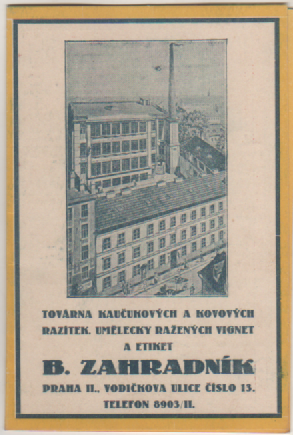 TOVÁRNA KAUČUKOVÝCH A KOVOVÝCH
RAZÍTEK, UMĚLECKY RAŽENÝCH VIGNET
A ETIKET
B. ZAHRADNÍK
PRAHA II., VODIČKOVA ULICE ČÍSLO 13.
TELEFON 8903/II.